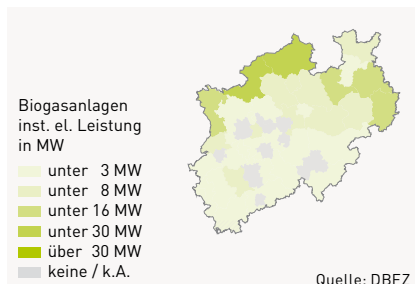 Biogasanlagen
inst. el. Leistung
in MW
unter 3 MW
unter 8 MW
unter 16 MW
unter 30 MW
über 30 MW
keine / k.A.
Quelle: DBFZ